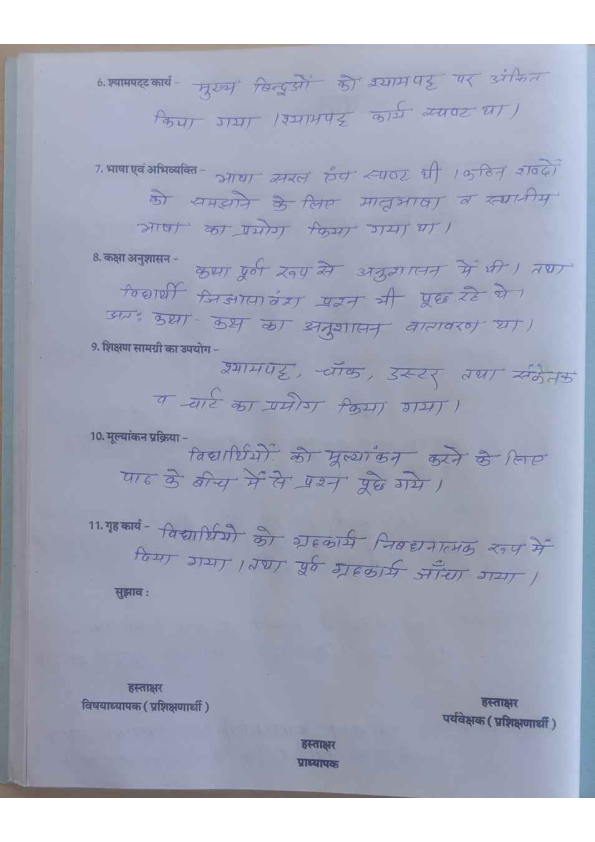 6. श्यामपट्ट कार्य - मुख्य बिन्दुओं को श्यामपट्ट पर अंकित
किया गया । श्यामपट्ट कार्य स्पष्ट था ।
7. भाषा एवं अभिव्यक्ति - भाषा सरल एंव स्पष्ट थी । कठिन शब्दों
को समझाने के लिए मातृभाषा व स्थानीय
भाषा का प्रयोग किया गया था ।
8. कक्षा अनुशासन - कक्षा पूर्ण रूप से अनुशासन में थी । तथा
विद्यार्थी जिज्ञासावंश प्रश्न भी पूछ रहे थे ।
अतः कक्षा - कक्ष का अनुशासन वातावरण था ।
9. शिक्षण सामग्री का उपयोग -
श्यामपट्ट, चॉक, डस्टर तथा संकेतक
व चार्ट का प्रयोग किया गया ।
10. मूल्यांकन प्रक्रिया -
विद्यार्थियों को मूल्यांकन करने के लिए
पाठ के बीच में से प्रश्न पूछे गये ।
11. गृह कार्य - विद्यार्थियो को ग्रहकार्य निबधनात्मक रूप में
दिया गया । तथा पूर्व ग्रहकार्य जाँचा गया ।
सुझाव :
हस्ताक्षर
विषयाध्यापक ( प्रशिक्षणार्थी )
हस्ताक्षर
पर्यवेक्षक ( प्रशिक्षणार्थी )
हस्ताक्षर
प्राध्यापक